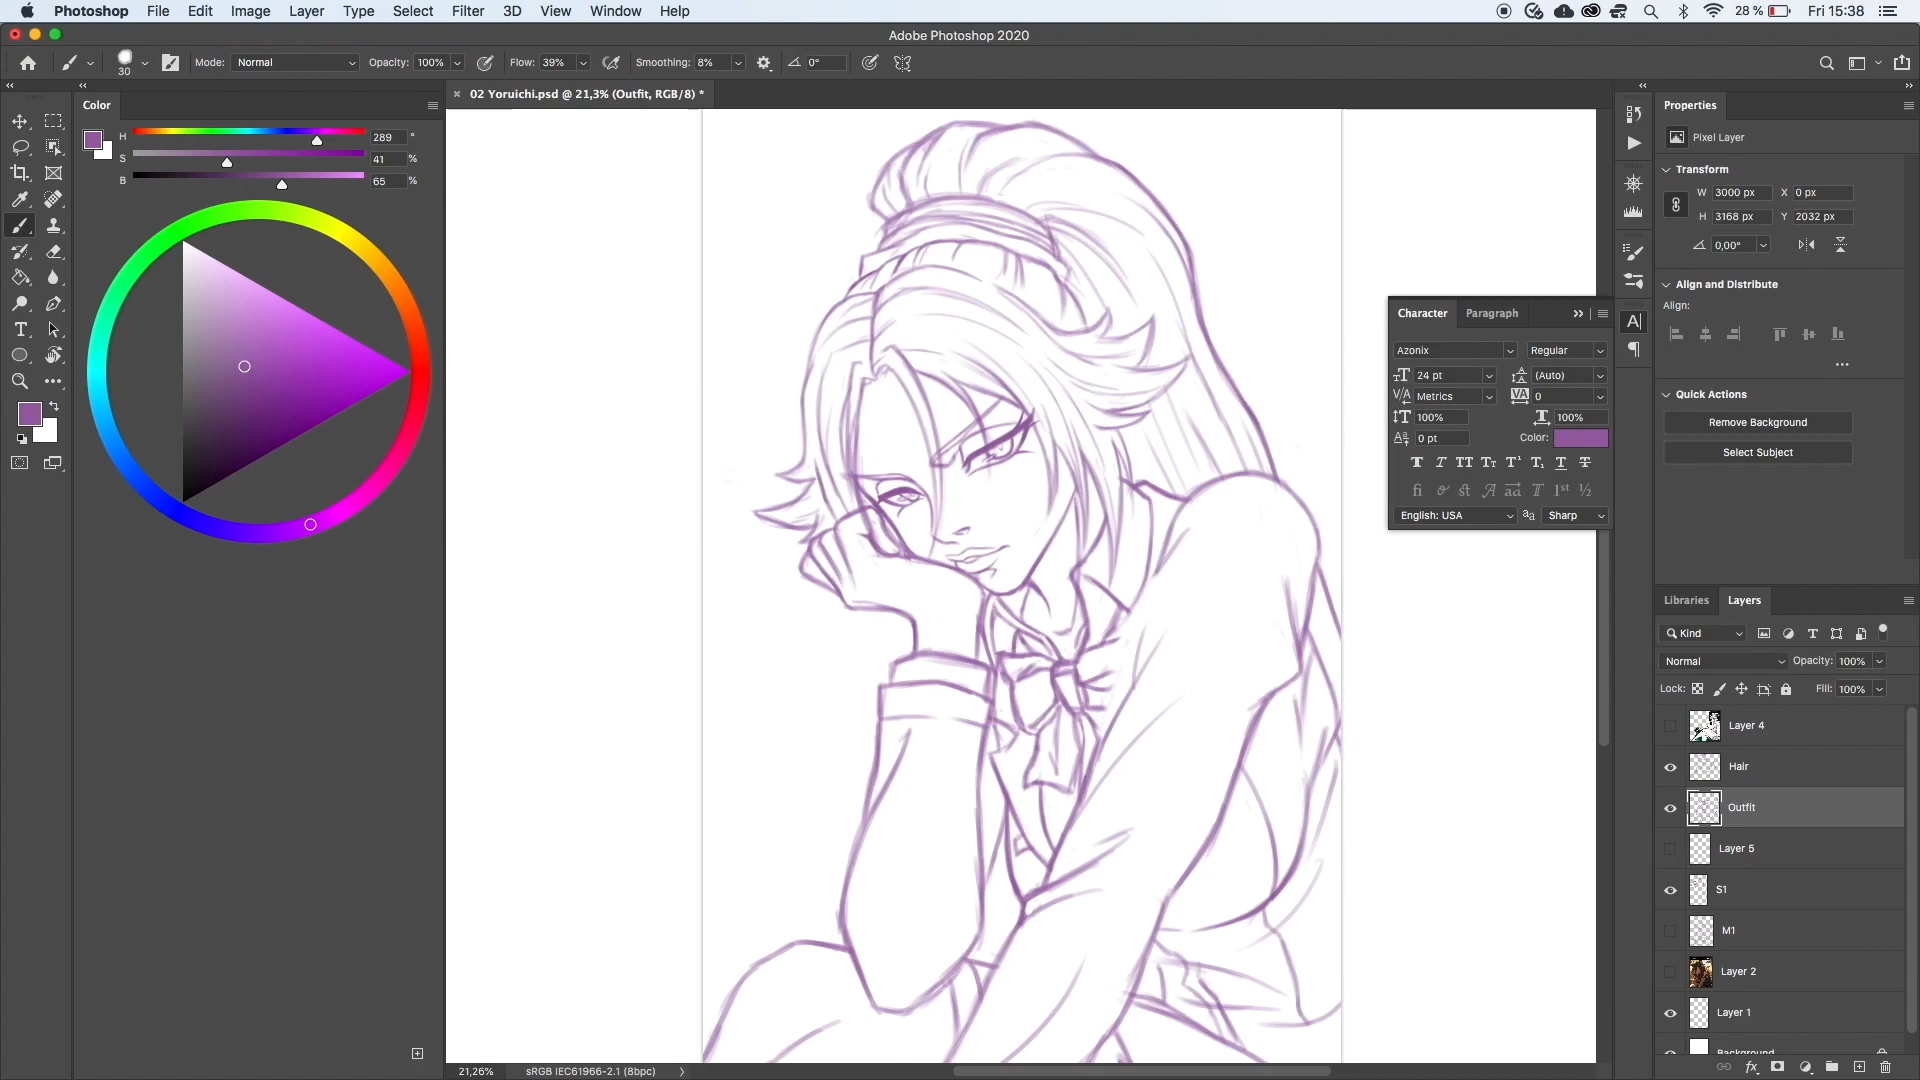 Photoshop File Edit Image Layer Type Select Filter 3D View Window Help 28 % Fri 15:38
Adobe Photoshop 2020
30 Mode: Normal Opacity: 100% Flow: 39% Smoothing: 8% 0°
Color
02 Yoruichi.psd @ 21,3% (Outfit, RGB/8) *
H 289 °
S 41 %
B 65 %
Properties
Pixel Layer
Transform
W 3000 px X 0 px
H 3168 px Y 2032 px
0,00°
Align and Distribute
Align:
Quick Actions
Remove Background
Select Subject
Character Paragraph
Azonix Regular
24 pt (Auto)
Metrics 0
100% 100%
0 pt Color:
English: USA Sharp
Libraries Layers
Kind
Normal Opacity: 100%
Lock: Fill: 100%
Layer 4
Hair
Outfit
Layer 5
S1
M1
Layer 2
Layer 1
Background
21,26% sRGB IEC61966-2.1 (8bpc)